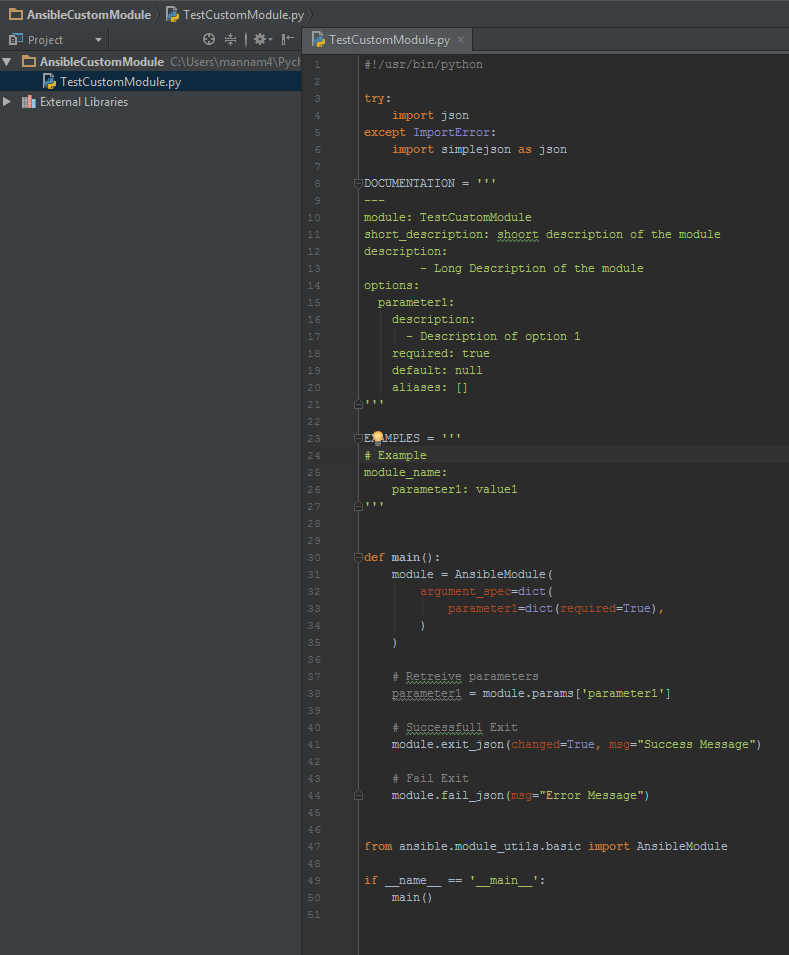 AnsibleCustomModule TestCustomModule.py
Project
TestCustomModule.py
AnsibleCustomModule C:\Users\mannam4\Pych
TestCustomModule.py
External Libraries
1 #!/usr/bin/python
2
3 try:
4     import json
5 except ImportError:
6     import simplejson as json
7
8 DOCUMENTATION = '''
9 ---
10 module: TestCustomModule
11 short_description: shoort description of the module
12 description:
13         - Long Description of the module
14 options:
15   parameter1:
16     description:
17       - Description of option 1
18     required: true
19     default: null
20     aliases: []
21 '''
22
23 EXAMPLES = '''
24 # Example
25 module_name:
26     parameter1: value1
27 '''
28
29
30 def main():
31     module = AnsibleModule(
32         argument_spec=dict(
33             parameter1=dict(required=True),
34         )
35     )
36
37     # Retreive parameters
38     parameter1 = module.params['parameter1']
39
40     # Successfull Exit
41     module.exit_json(changed=True, msg="Success Message")
42
43     # Fail Exit
44     module.fail_json(msg="Error Message")
45
46
47 from ansible.module_utils.basic import AnsibleModule
48
49 if __name__ == '__main__':
50     main()
51